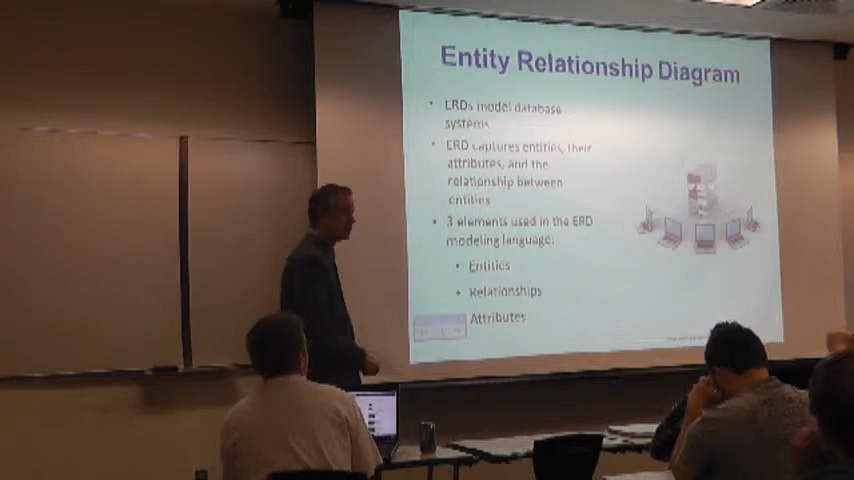 Entity Relationship Diagram
• ERDs model database
systems
• ERD captures entities, their
attributes, and the
relationship between
entities
• 3 elements used in the ERD
modeling language:
• Entities
• Relationships
Attributes